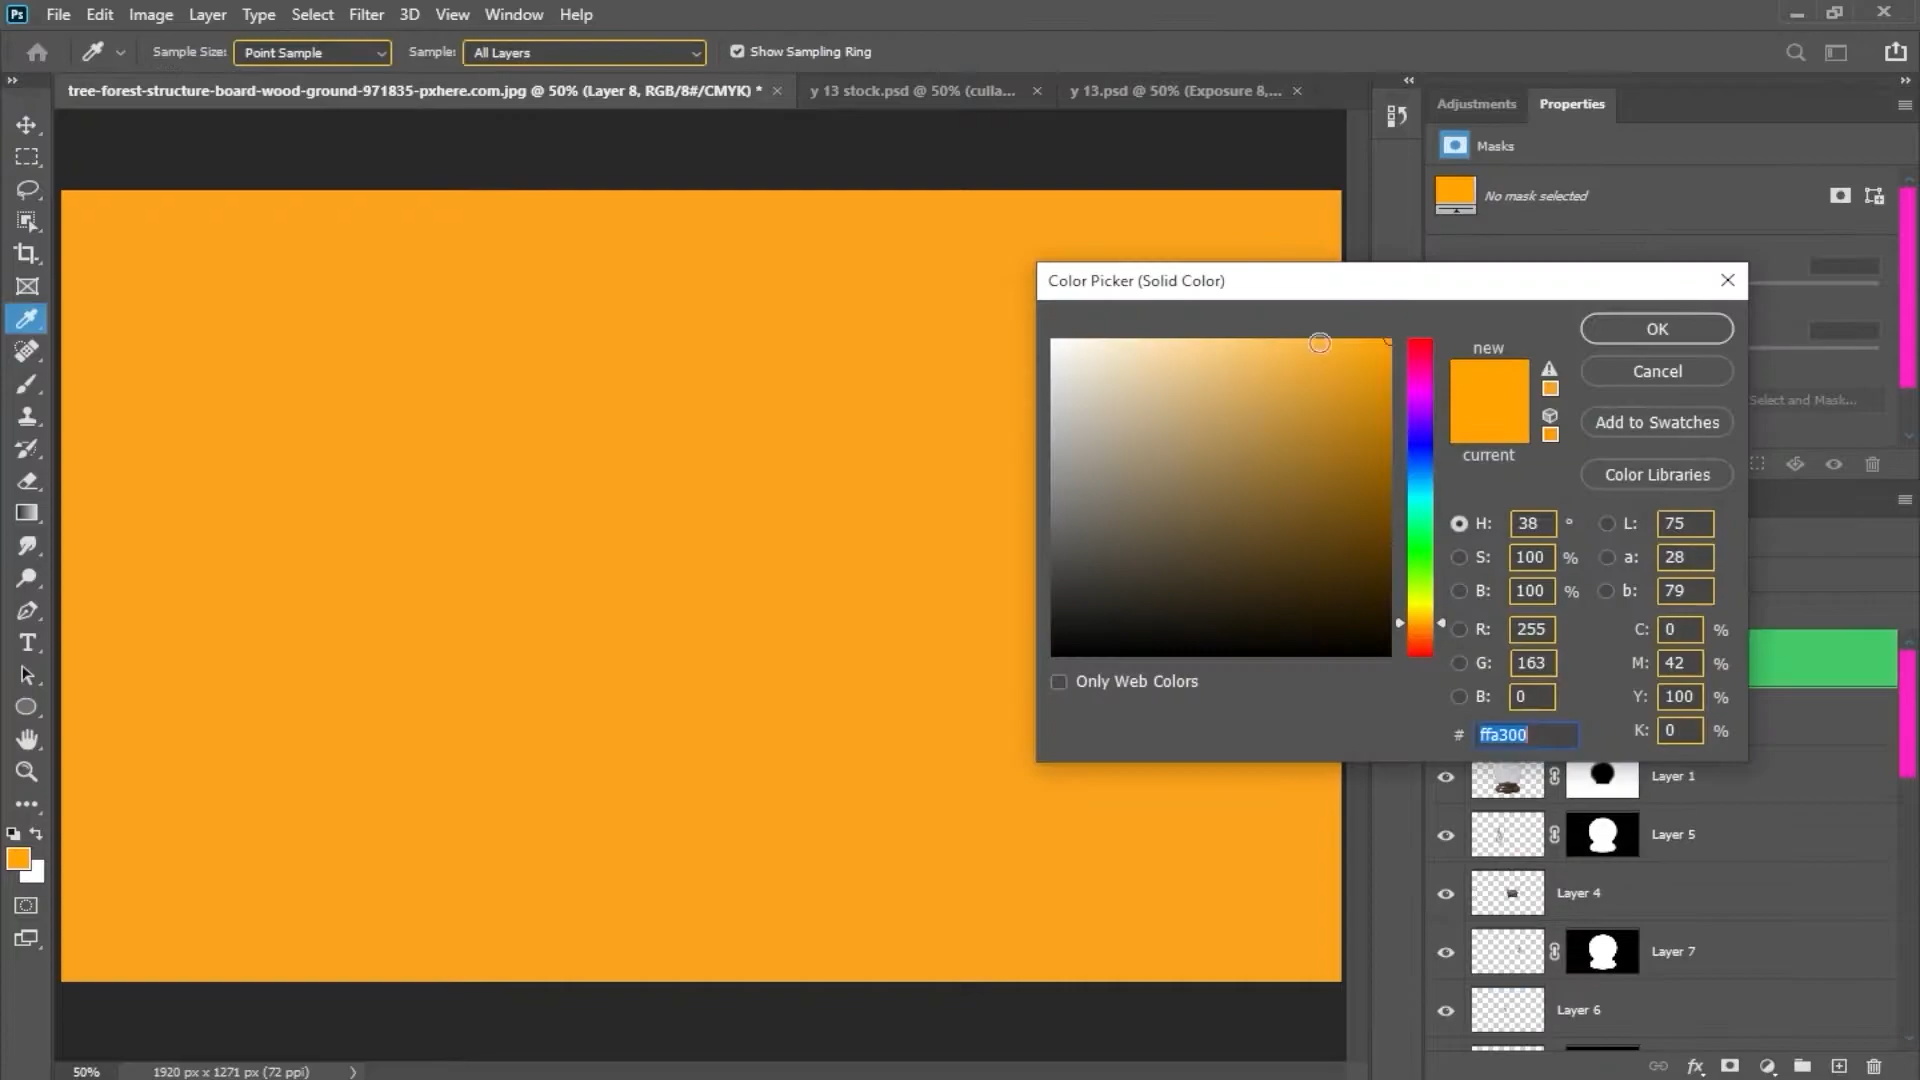 Ps File Edit Image Layer Type Select Filter 3D View Window Help
Sample Size: Point Sample Sample: All Layers Show Sampling Ring
tree-forest-structure-board-wood-ground-971835-pxhere.com.jpg @ 50% (Layer 8, RGB/8#/CMYK) * y 13 stock.psd @ 50% (culla... y 13.psd @ 50% (Exposure 8,...
Adjustments Properties
Masks
No mask selected
Color Picker (Solid Color)
OK
new
Cancel
Select and Mask...
Add to Swatches
current
Color Libraries
H: 38 ° L: 75
S: 100 % a: 28
B: 100 % b: 79
R: 255 C: 0 %
G: 163 M: 42 %
Only Web Colors
B: 0 Y: 100 %
# ffa300 K: 0 %
Layer 1
Layer 5
Layer 4
Layer 7
Layer 6
50% 1920 px x 1271 px (72 ppi)